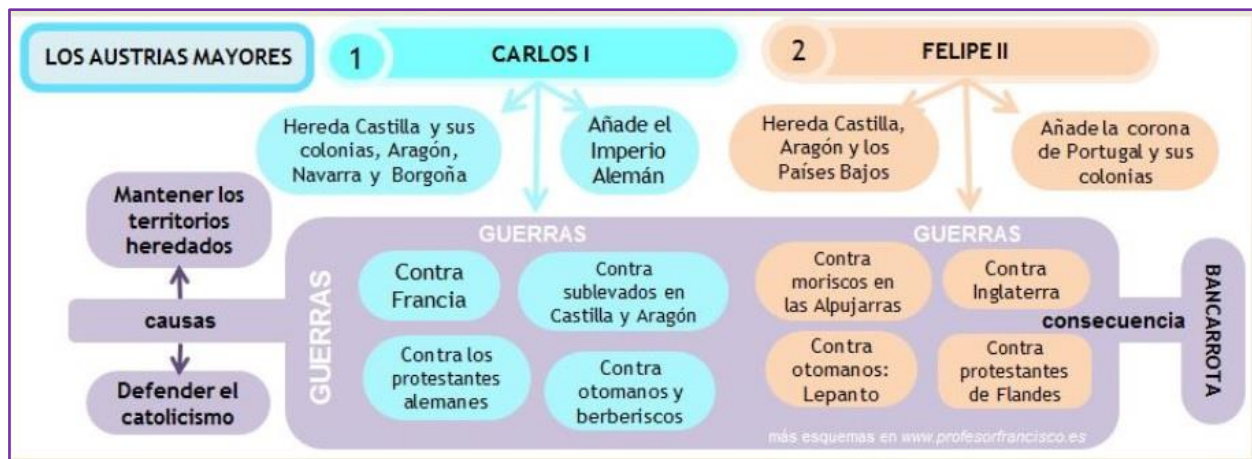 LOS AUSTRIAS MAYORES
1
CARLOS I
2
FELIPE II
Hereda Castilla y sus
colonias, Aragón,
Navarra y Borgoña
Añade el
Imperio
Alemán
Hereda Castilla,
Aragón y los
Países Bajos
Añade la corona
de Portugal y sus
colonias
Mantener los
territorios
heredados
causas
Defender el
catolicismo
GUERRAS
GUERRAS
Contra
Francia
Contra
sublevados en
Castilla y Aragón
Contra los
protestantes
alemanes
Contra
otomanos y
berberiscos
GUERRAS
Contra
moriscos en
las Alpujarras
Contra
Inglaterra
Contra
otomanos:
Lepanto
Contra
protestantes
de Flandes
consecuencia
BANCARROTA
más esquemas en www.profesorfrancisco.es